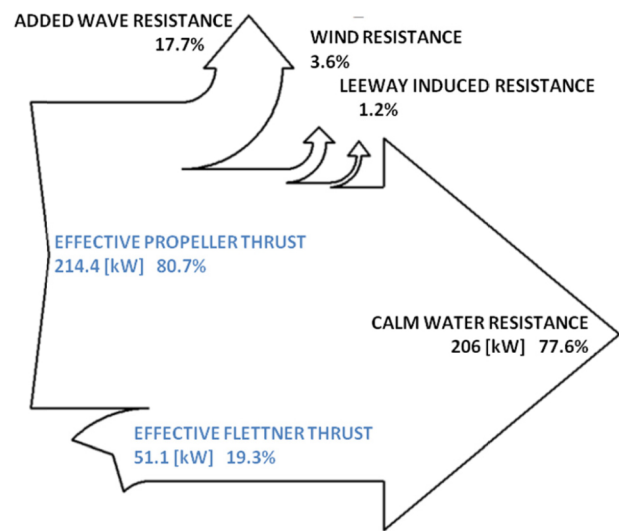 ADDED WAVE RESISTANCE
17.7%
WIND RESISTANCE
3.6%
LEEWAY INDUCED RESISTANCE
1.2%
EFFECTIVE PROPELLER THRUST
214.4 [kW] 80.7%
CALM WATER RESISTANCE
206 [kW] 77.6%
EFFECTIVE FLETTNER THRUST
51.1 [kW] 19.3%